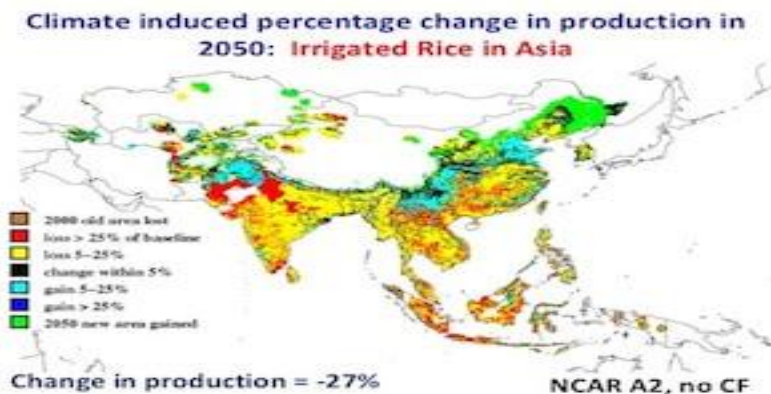 Climate induced percentage change in production in
2050: Irrigated Rice in Asia
2000 old area lost
loss > 25% of baseline
loss 5-25%
change within 5%
gain 5-25%
gain > 25%
2050 new area gained
Change in production = -27%
NCAR A2, no CF